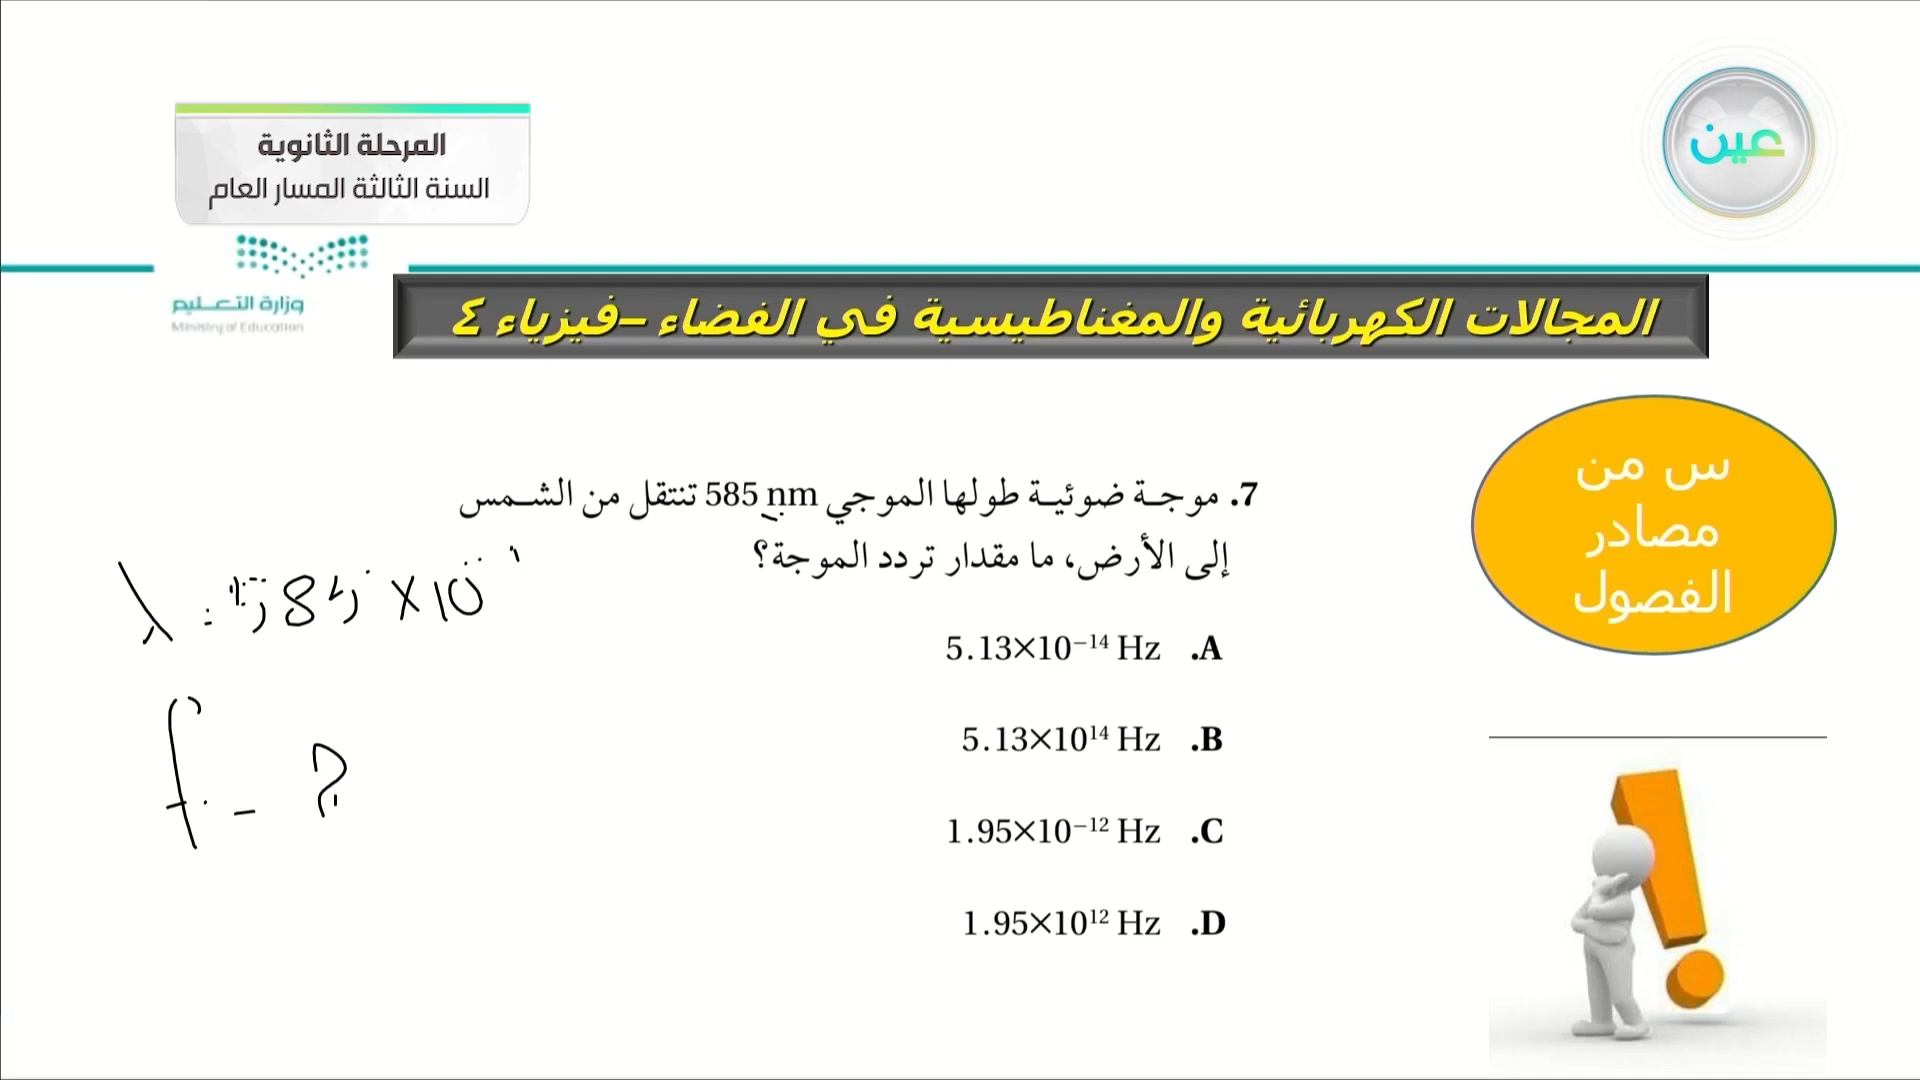 المرحلة الثانوية
السنة الثالثة المسار العام
عين
وزارة التعليم
Ministry of Education
المجالات الكهربائية والمغناطيسية في الفضاء –فيزياء ٤
س من
مصادر
الفصول
7. موجة ضوئية طولها الموجي 585 nm تنتقل من الشمس
إلى الأرض، ما مقدار تردد الموجة؟
A. 5.13×10⁻¹⁴ Hz
B. 5.13×10¹⁴ Hz
C. 1.95×10⁻¹² Hz
D. 1.95×10¹² Hz
λ = 585 ×10
f = ?